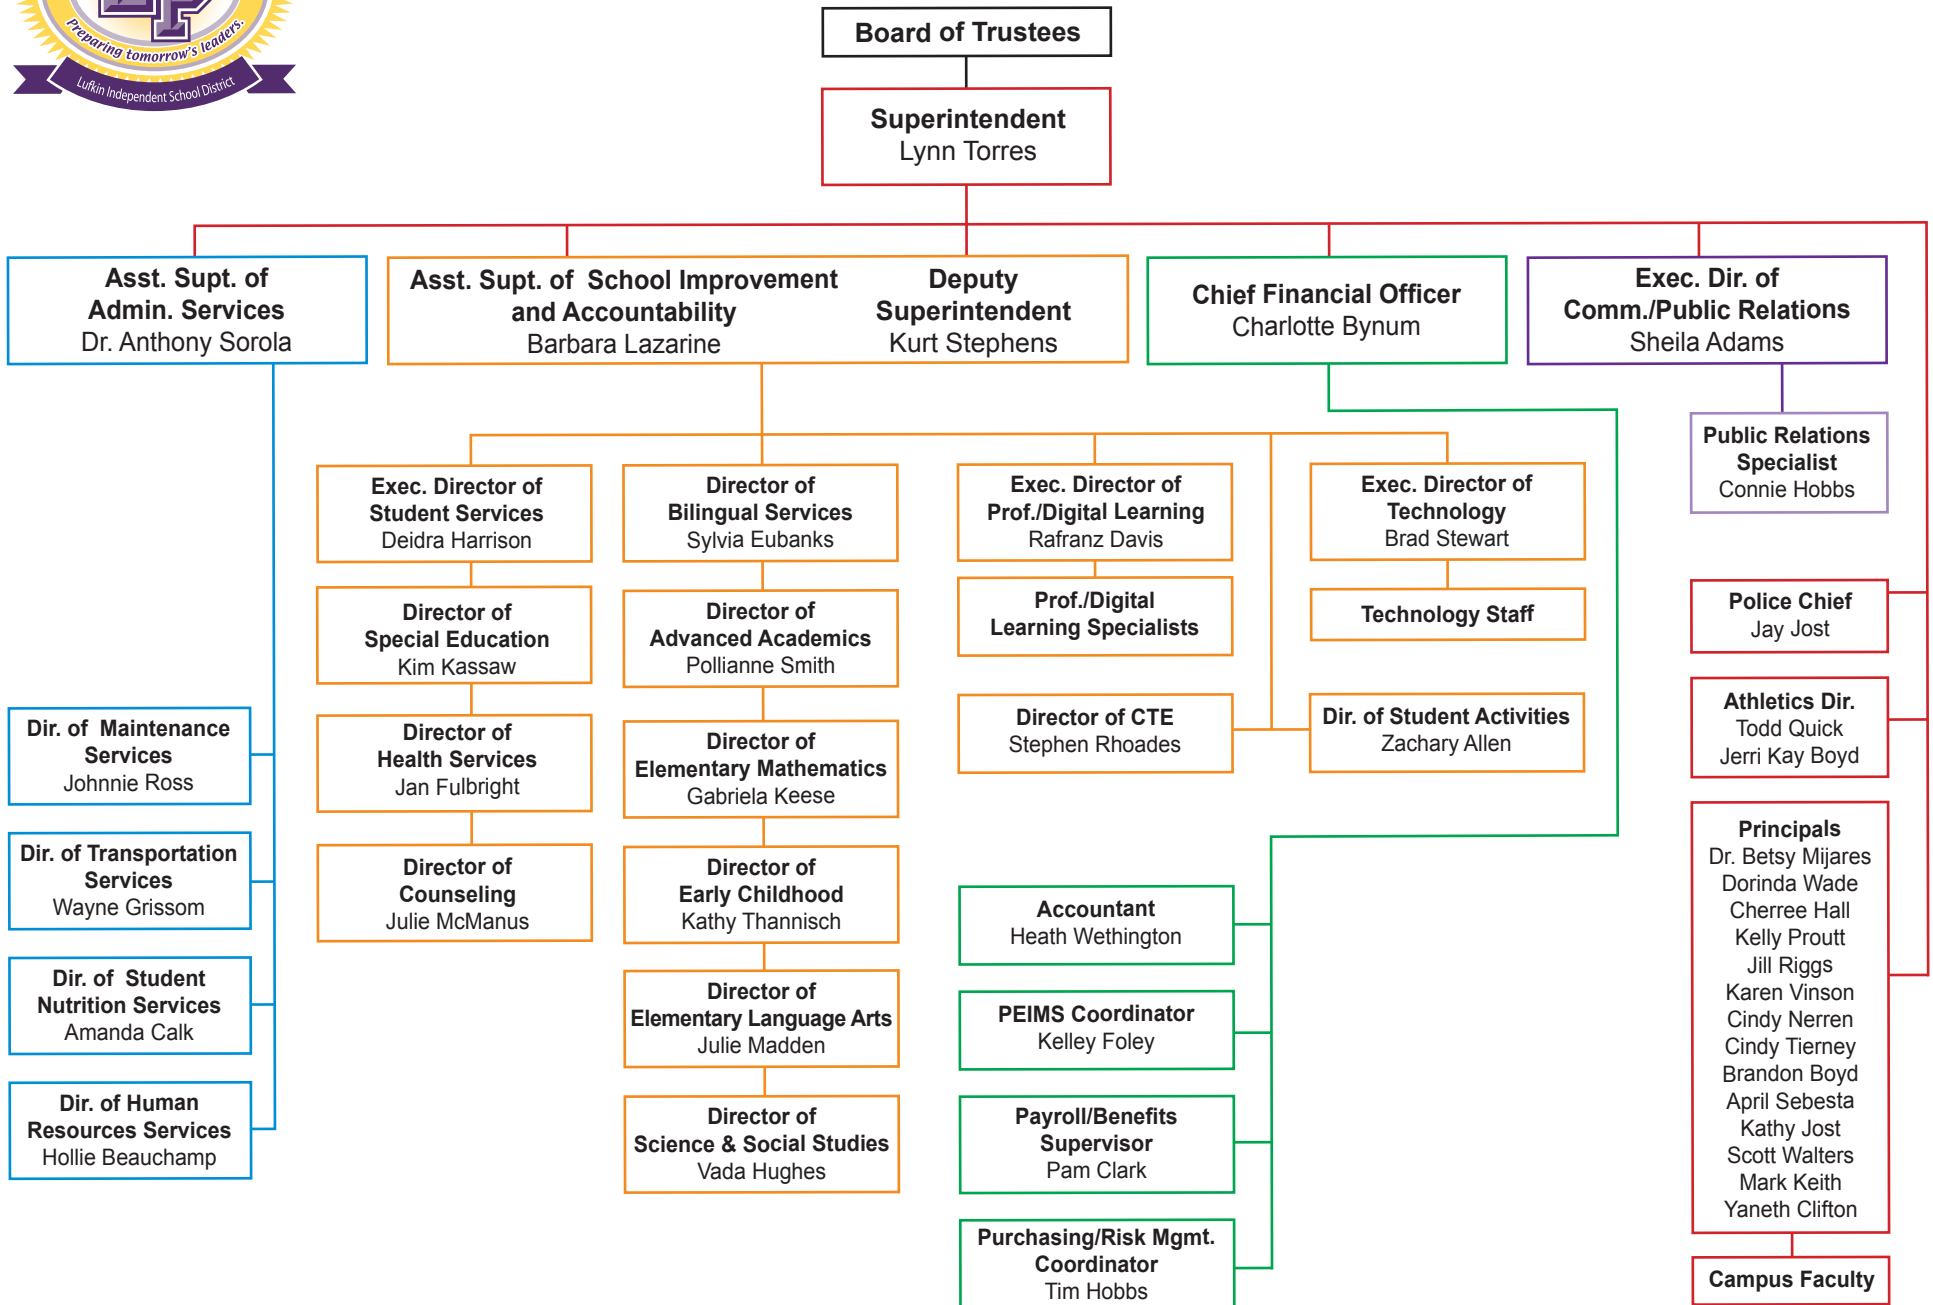 Preparing tomorrow's leaders.
Lufkin Independent School District
Board of Trustees
Superintendent
Lynn Torres
Asst. Supt. of
Admin. Services
Dr. Anthony Sorola
Asst. Supt. of School Improvement
and Accountability
Barbara Lazarine
Deputy
Superintendent
Kurt Stephens
Chief Financial Officer
Charlotte Bynum
Exec. Dir. of
Comm./Public Relations
Sheila Adams
Public Relations
Specialist
Connie Hobbs
Exec. Director of
Student Services
Deidra Harrison
Director of
Bilingual Services
Sylvia Eubanks
Exec. Director of
Prof./Digital Learning
Rafranz Davis
Exec. Director of
Technology
Brad Stewart
Director of
Special Education
Kim Kassaw
Director of
Advanced Academics
Pollianne Smith
Prof./Digital
Learning Specialists
Technology Staff
Police Chief
Jay Jost
Dir. of Maintenance
Services
Johnnie Ross
Director of
Health Services
Jan Fulbright
Director of
Elementary Mathematics
Gabriela Keese
Director of CTE
Stephen Rhoades
Dir. of Student Activities
Zachary Allen
Athletics Dir.
Todd Quick
Jerri Kay Boyd
Dir. of Transportation
Services
Wayne Grissom
Director of
Counseling
Julie McManus
Director of
Early Childhood
Kathy Thannisch
Accountant
Heath Wethington
Principals
Dr. Betsy Mijares
Dorinda Wade
Cherree Hall
Kelly Proutt
Jill Riggs
Karen Vinson
Cindy Nerren
Cindy Tierney
Brandon Boyd
April Sebesta
Kathy Jost
Scott Walters
Mark Keith
Yaneth Clifton
Dir. of Student
Nutrition Services
Amanda Calk
Director of
Elementary Language Arts
Julie Madden
PEIMS Coordinator
Kelley Foley
Dir. of Human
Resources Services
Hollie Beauchamp
Director of
Science & Social Studies
Vada Hughes
Payroll/Benefits
Supervisor
Pam Clark
Purchasing/Risk Mgmt.
Coordinator
Tim Hobbs
Campus Faculty